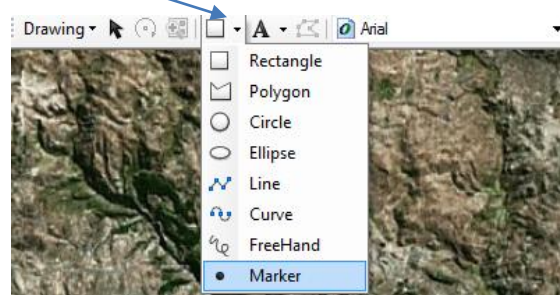 Drawing A Arial
Rectangle
Polygon
Circle
Ellipse
Line
Curve
FreeHand
Marker